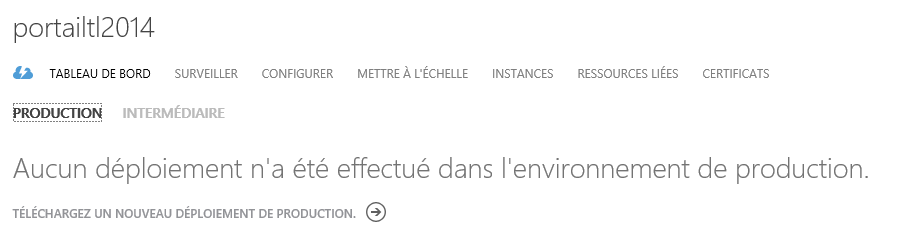 portailtl2014
TABLEAU DE BORD SURVEILLER CONFIGURER METTRE À L'ÉCHELLE INSTANCES RESSOURCES LIÉES CERTIFICATS
PRODUCTION INTERMÉDIAIRE
Aucun déploiement n'a été effectué dans l'environnement de production.
TÉLÉCHARGEZ UN NOUVEAU DÉPLOIEMENT DE PRODUCTION.